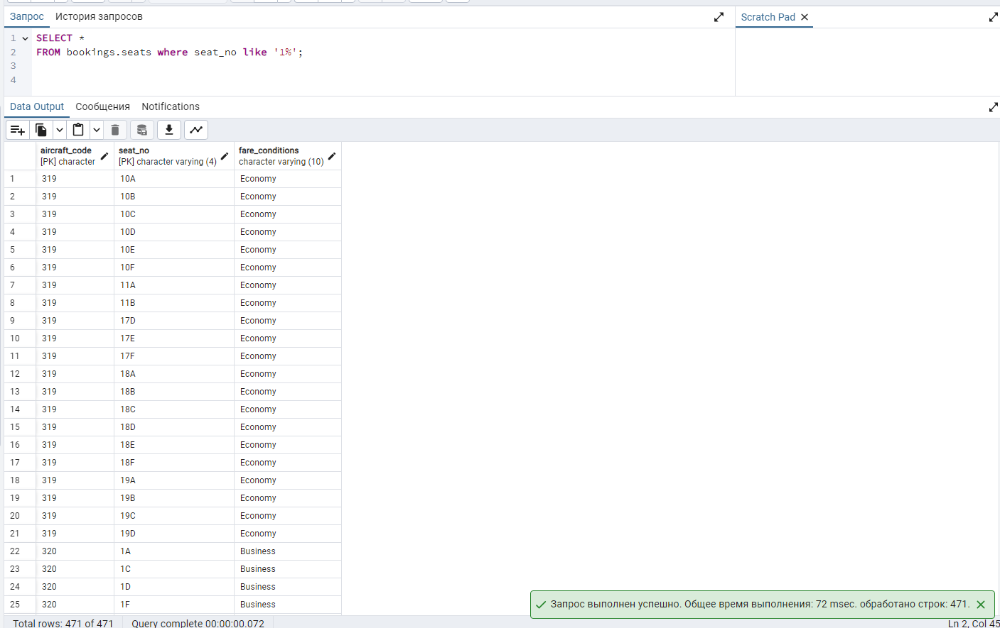 Запрос История запросов
Scratch Pad
1 SELECT *
2 FROM bookings.seats where seat_no like '1%';
3
4
Data Output Сообщения Notifications
aircraft_code seat_no fare_conditions
[PK] character [PK] character varying (4) character varying (10)
1 319 10A Economy
2 319 10B Economy
3 319 10C Economy
4 319 10D Economy
5 319 10E Economy
6 319 10F Economy
7 319 11A Economy
8 319 11B Economy
9 319 17D Economy
10 319 17E Economy
11 319 17F Economy
12 319 18A Economy
13 319 18B Economy
14 319 18C Economy
15 319 18D Economy
16 319 18E Economy
17 319 18F Economy
18 319 19A Economy
19 319 19B Economy
20 319 19C Economy
21 319 19D Economy
22 320 1A Business
23 320 1C Business
24 320 1D Business
25 320 1F Business
Запрос выполнен успешно. Общее время выполнения: 72 msec. обработано строк: 471.
Total rows: 471 of 471 Query complete 00:00:00.072 Ln 2, Col 45